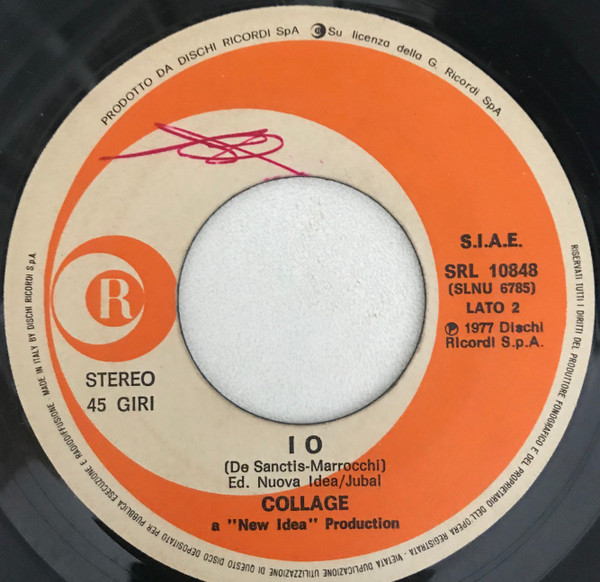 PRODOTTO DA DISCHI RICORDI SpA Su licenza della G. Ricordi SpA
S.I.A.E.
SRL 10848
(SLNU 6785)
LATO 2
℗ 1977 Dischi
Ricordi S.p.A.
R
STEREO
45 GIRI
I O
(De Sanctis-Marrocchi)
Ed. Nuova Idea/Jubal
COLLAGE
a "New Idea" Production
RISERVATI TUTTI I DIRITTI DEL PRODUTTORE FONOGRAFICO E DEL PROPRIETARIO DELL'OPERA REGISTRATA - VIETATA DUPLICAZIONE ED UTILIZZAZIONE DI QUESTO DISCO DEPOSITATO PER PUBBLICA ESECUZIONE E RADIODIFFUSIONE. MADE IN ITALY BY DISCHI RICORDI S.p.A.